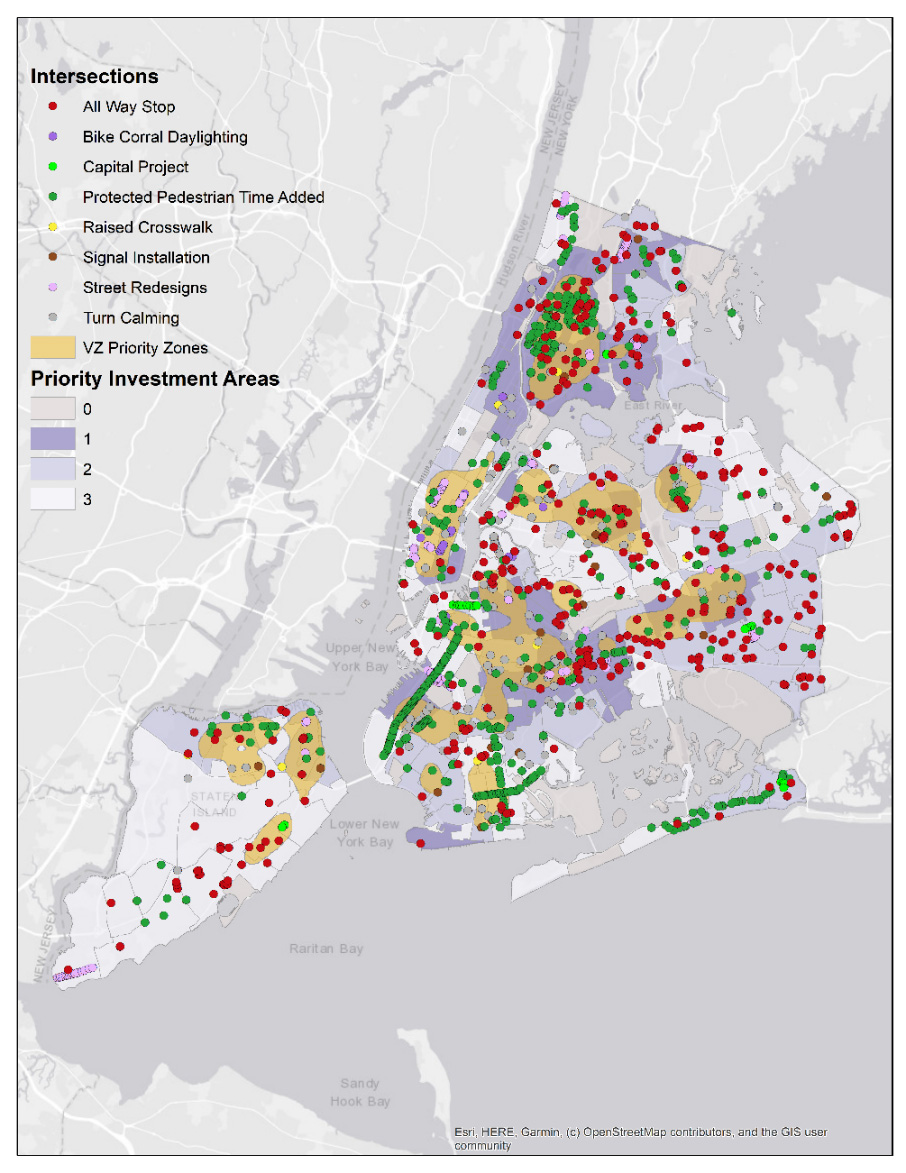 Intersections
All Way Stop
Bike Corral Daylighting
Capital Project
Protected Pedestrian Time Added
Raised Crosswalk
Signal Installation
Street Redesigns
Turn Calming
VZ Priority Zones
Priority Investment Areas
0
1
2
3
NEW JERSEY
NEW YORK
Hudson River
East River
Upper New
York Bay
STATEN
ISLAND
Lower New
York Bay
NEW JERSEY
Raritan Bay
Sandy
Hook Bay
Esri, HERE, Garmin, (c) OpenStreetMap contributors, and the GIS user
community